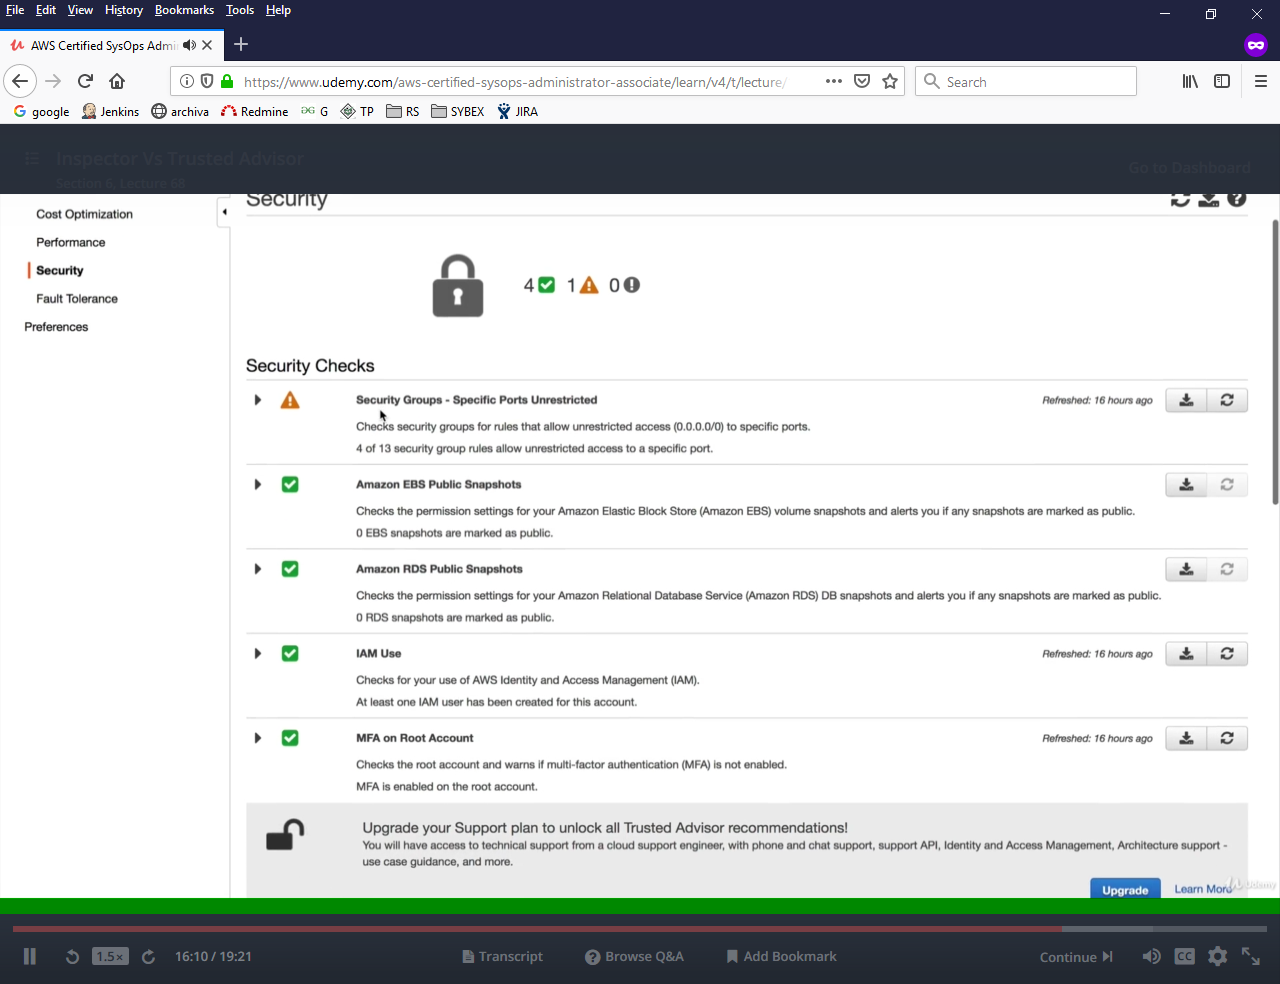 File Edit View History Bookmarks Tools Help
AWS Certified SysOps Admi
https://www.udemy.com/aws-certified-sysops-administrator-associate/learn/v4/t/lecture/
Search
google Jenkins archiva Redmine G TP RS SYBEX JIRA
Inspector Vs Trusted Advisor
Section 6, Lecture 68
Go to Dashboard
Cost Optimization
Performance
Security
Fault Tolerance
Preferences
Security
4 1 0
Security Checks
Security Groups - Specific Ports Unrestricted
Refreshed: 16 hours ago
Checks security groups for rules that allow unrestricted access (0.0.0.0/0) to specific ports.
4 of 13 security group rules allow unrestricted access to a specific port.
Amazon EBS Public Snapshots
Checks the permission settings for your Amazon Elastic Block Store (Amazon EBS) volume snapshots and alerts you if any snapshots are marked as public.
0 EBS snapshots are marked as public.
Amazon RDS Public Snapshots
Checks the permission settings for your Amazon Relational Database Service (Amazon RDS) DB snapshots and alerts you if any snapshots are marked as public.
0 RDS snapshots are marked as public.
IAM Use
Refreshed: 16 hours ago
Checks for your use of AWS Identity and Access Management (IAM).
At least one IAM user has been created for this account.
MFA on Root Account
Refreshed: 16 hours ago
Checks the root account and warns if multi-factor authentication (MFA) is not enabled.
MFA is enabled on the root account.
Upgrade your Support plan to unlock all Trusted Advisor recommendations!
You will have access to technical support from a cloud support engineer, with phone and chat support, support API, Identity and Access Management, Architecture support -
use case guidance, and more.
Upgrade
Learn More
Udemy
1.5×
16:10 / 19:21
Transcript
Browse Q&A
Add Bookmark
Continue
CC